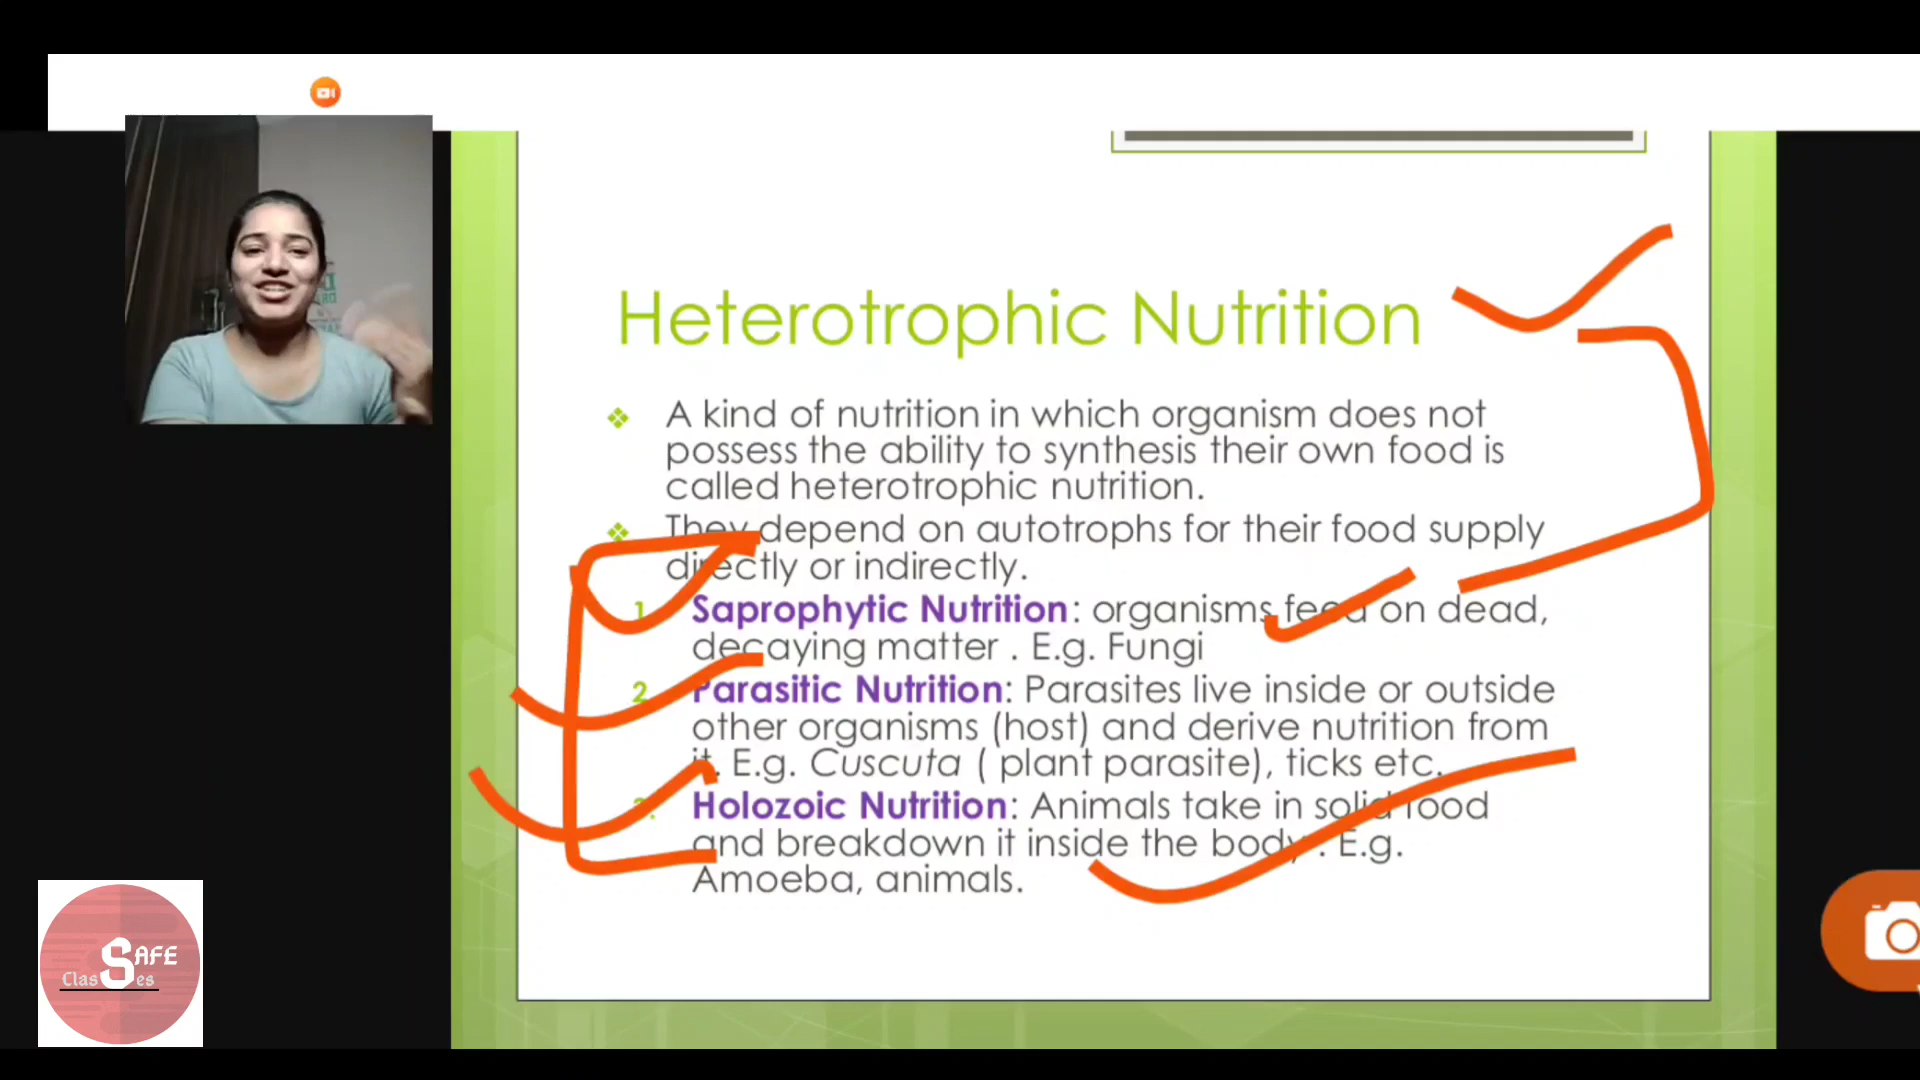 Heterotrophic Nutrition
A kind of nutrition in which organism does not
possess the ability to synthesis their own food is
called heterotrophic nutrition.
They depend on autotrophs for their food supply
directly or indirectly.
1. Saprophytic Nutrition: organisms feed on dead,
decaying matter . E.g. Fungi
2. Parasitic Nutrition: Parasites live inside or outside
other organisms (host) and derive nutrition from
it. E.g. Cuscuta ( plant parasite), ticks etc.
3. Holozoic Nutrition: Animals take in solid food
and breakdown it inside the body . E.g.
Amoeba, animals.
SAFE
Classes